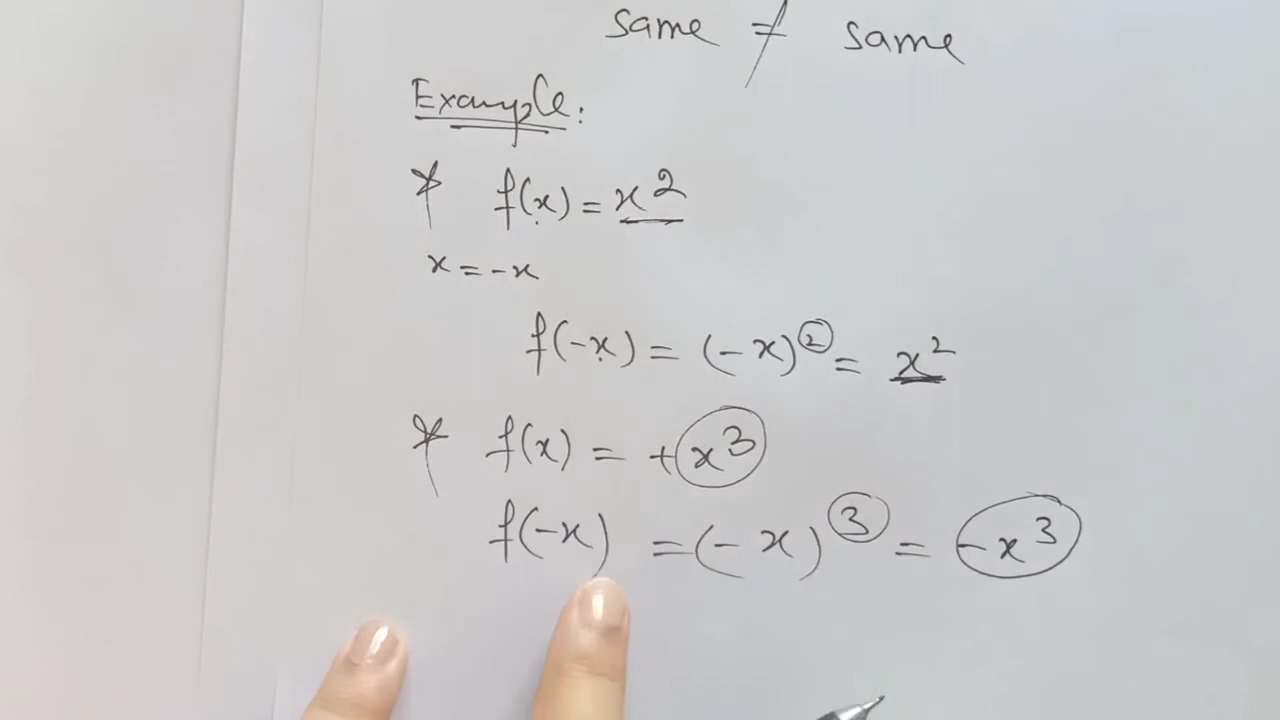 same ≠ same
Example:
* f(x) = x²
x = -x
f(-x) = (-x)² = x²
* f(x) = +x³
f(-x) = (-x)³ = -x³